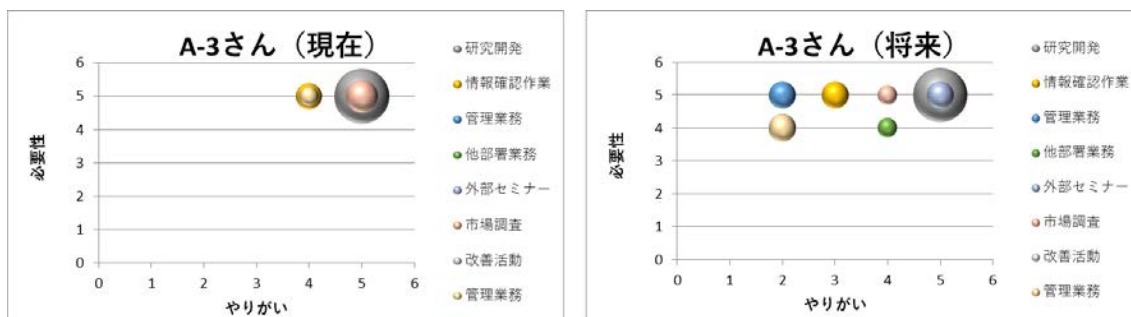 A-3さん（現在）
必要性
6
5
4
3
2
1
0
0 1 2 3 4 5 6
やりがい
研究開発
情報確認作業
管理業務
他部署業務
外部セミナー
市場調査
改善活動
管理業務
A-3さん（将来）
必要性
6
5
4
3
2
1
0
0 1 2 3 4 5 6
やりがい
研究開発
情報確認作業
管理業務
他部署業務
外部セミナー
市場調査
改善活動
管理業務